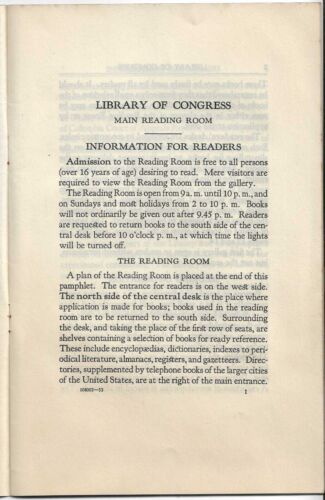 LIBRARY OF CONGRESS
MAIN READING ROOM
INFORMATION FOR READERS
Admission to the Reading Room is free to all persons
(over 16 years of age) desiring to read. Mere visitors are
required to view the Reading Room from the gallery.
The Reading Room is open from 9 a. m. until 10 p. m., and
on Sundays and most holidays from 2 to 10 p. m. Books
will not ordinarily be given out after 9.45 p. m. Readers
are requested to return books to the south side of the cen-
tral desk before 10 o'clock p. m., at which time the lights
will be turned off.
THE READING ROOM
A plan of the Reading Room is placed at the end of this
pamphlet. The entrance for readers is on the west side.
The north side of the central desk is the place where
application is made for books; books used in the reading
room are to be returned to the south side. Surrounding
the desk, and taking the place of the first row of seats, are
shelves containing a selection of books for ready reference.
These include encyclopædias, dictionaries, indexes to peri-
odical literature, almanacs, registers, and gazetteers. Direc-
tories, supplemented by telephone books of the larger cities
of the United States, are at the right of the main entrance.
1